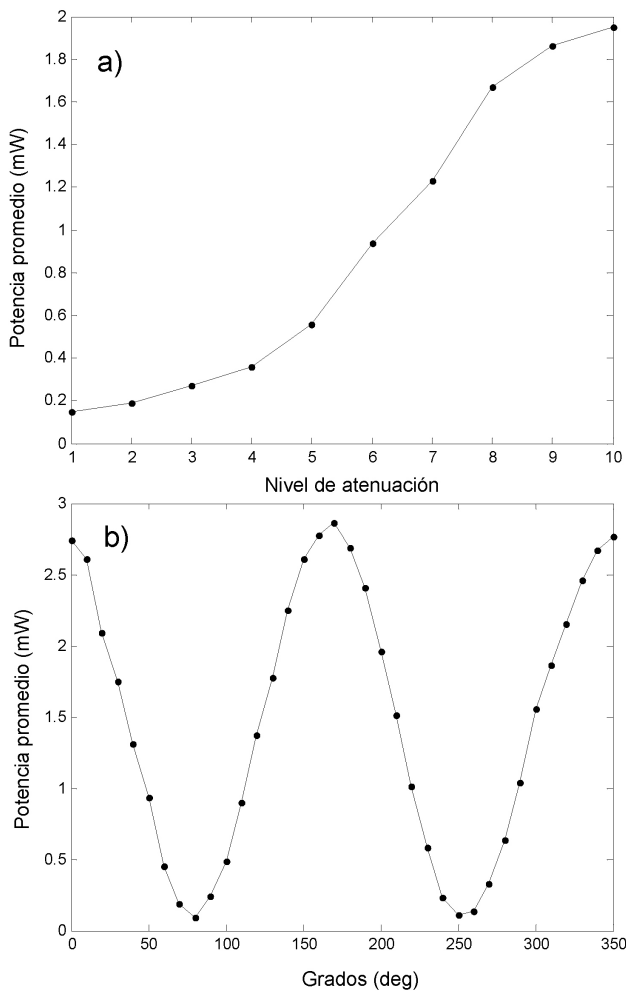 2
1.8
1.6
1.4
1.2
1
0.8
0.6
0.4
0.2
0
a)
Potencia promedio (mW)
1 2 3 4 5 6 7 8 9 10
Nivel de atenuación
3
2.5
2
1.5
1
0.5
0
b)
Potencia promedio (mW)
0 50 100 150 200 250 300 350
Grados (deg)